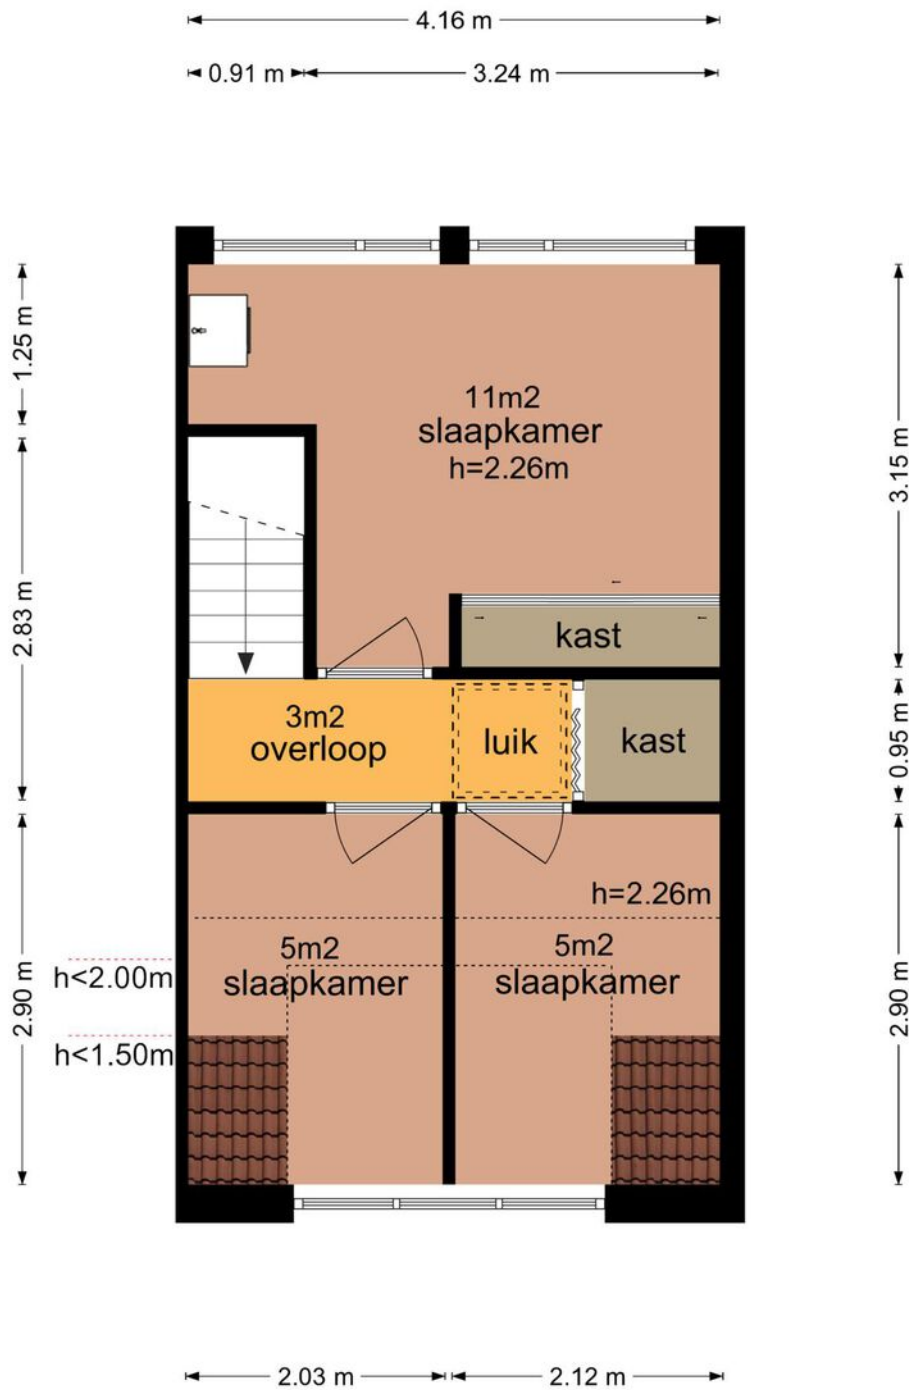 4.16 m
0.91 m
3.24 m
1.25 m
11m2
slaapkamer
h=2.26m
3.15 m
2.83 m
kast
3m2
overloop
luik
kast
0.95 m
h=2.26m
5m2
slaapkamer
5m2
slaapkamer
h<2.00m
h<1.50m
2.90 m
2.90 m
2.03 m
2.12 m